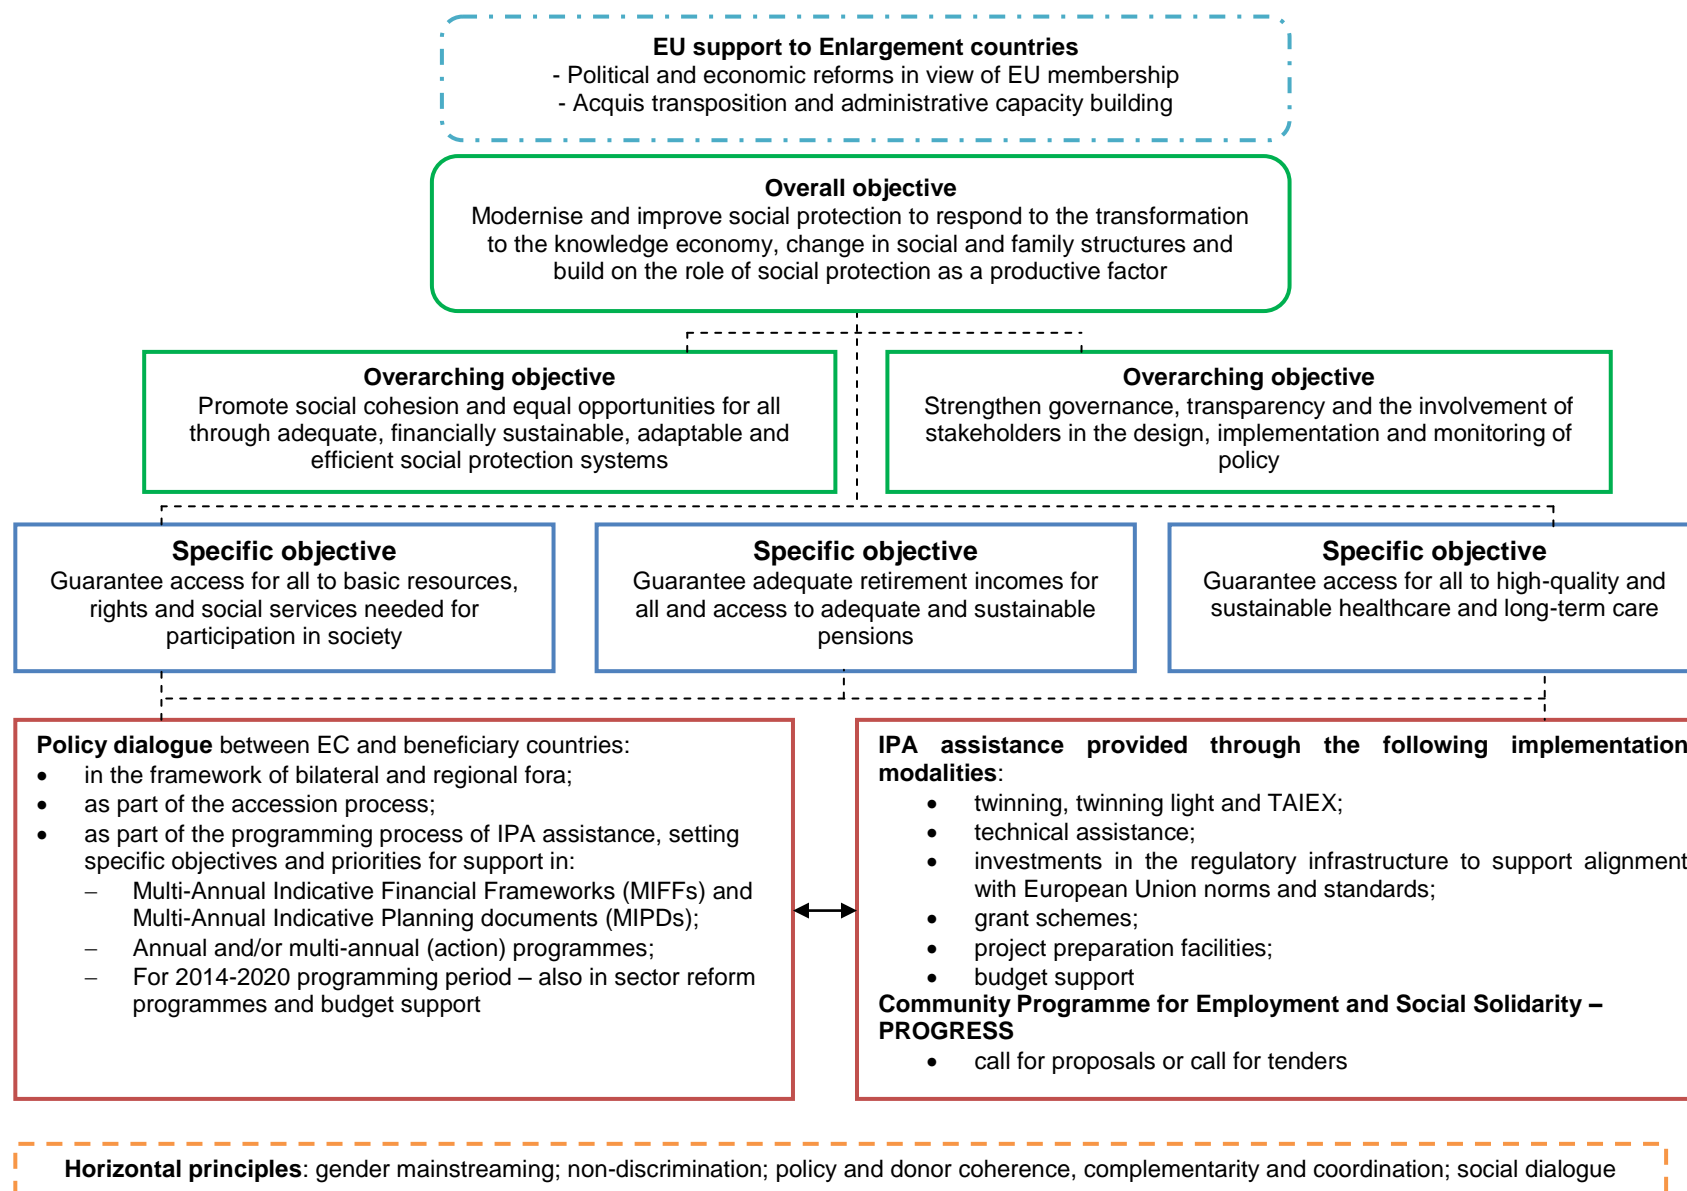 EU support to Enlargement countries
- Political and economic reforms in view of EU membership
- Acquis transposition and administrative capacity building
Overall objective
Modernise and improve social protection to respond to the transformation
to the knowledge economy, change in social and family structures and
build on the role of social protection as a productive factor
Overarching objective
Promote social cohesion and equal opportunities for all
through adequate, financially sustainable, adaptable and
efficient social protection systems
Overarching objective
Strengthen governance, transparency and the involvement of
stakeholders in the design, implementation and monitoring of
policy
Specific objective
Guarantee access for all to basic resources,
rights and social services needed for
participation in society
Specific objective
Guarantee adequate retirement incomes for
all and access to adequate and sustainable
pensions
Specific objective
Guarantee access for all to high-quality and
sustainable healthcare and long-term care
Policy dialogue between EC and beneficiary countries:
• in the framework of bilateral and regional fora;
• as part of the accession process;
• as part of the programming process of IPA assistance, setting
specific objectives and priorities for support in:
– Multi-Annual Indicative Financial Frameworks (MIFFs) and
Multi-Annual Indicative Planning documents (MIPDs);
– Annual and/or multi-annual (action) programmes;
– For 2014-2020 programming period – also in sector reform
programmes and budget support
IPA assistance provided through the following implementation
modalities:
• twinning, twinning light and TAIEX;
• technical assistance;
• investments in the regulatory infrastructure to support alignment
with European Union norms and standards;
• grant schemes;
• project preparation facilities;
• budget support
Community Programme for Employment and Social Solidarity –
PROGRESS
• call for proposals or call for tenders
Horizontal principles: gender mainstreaming; non-discrimination; policy and donor coherence, complementarity and coordination; social dialogue